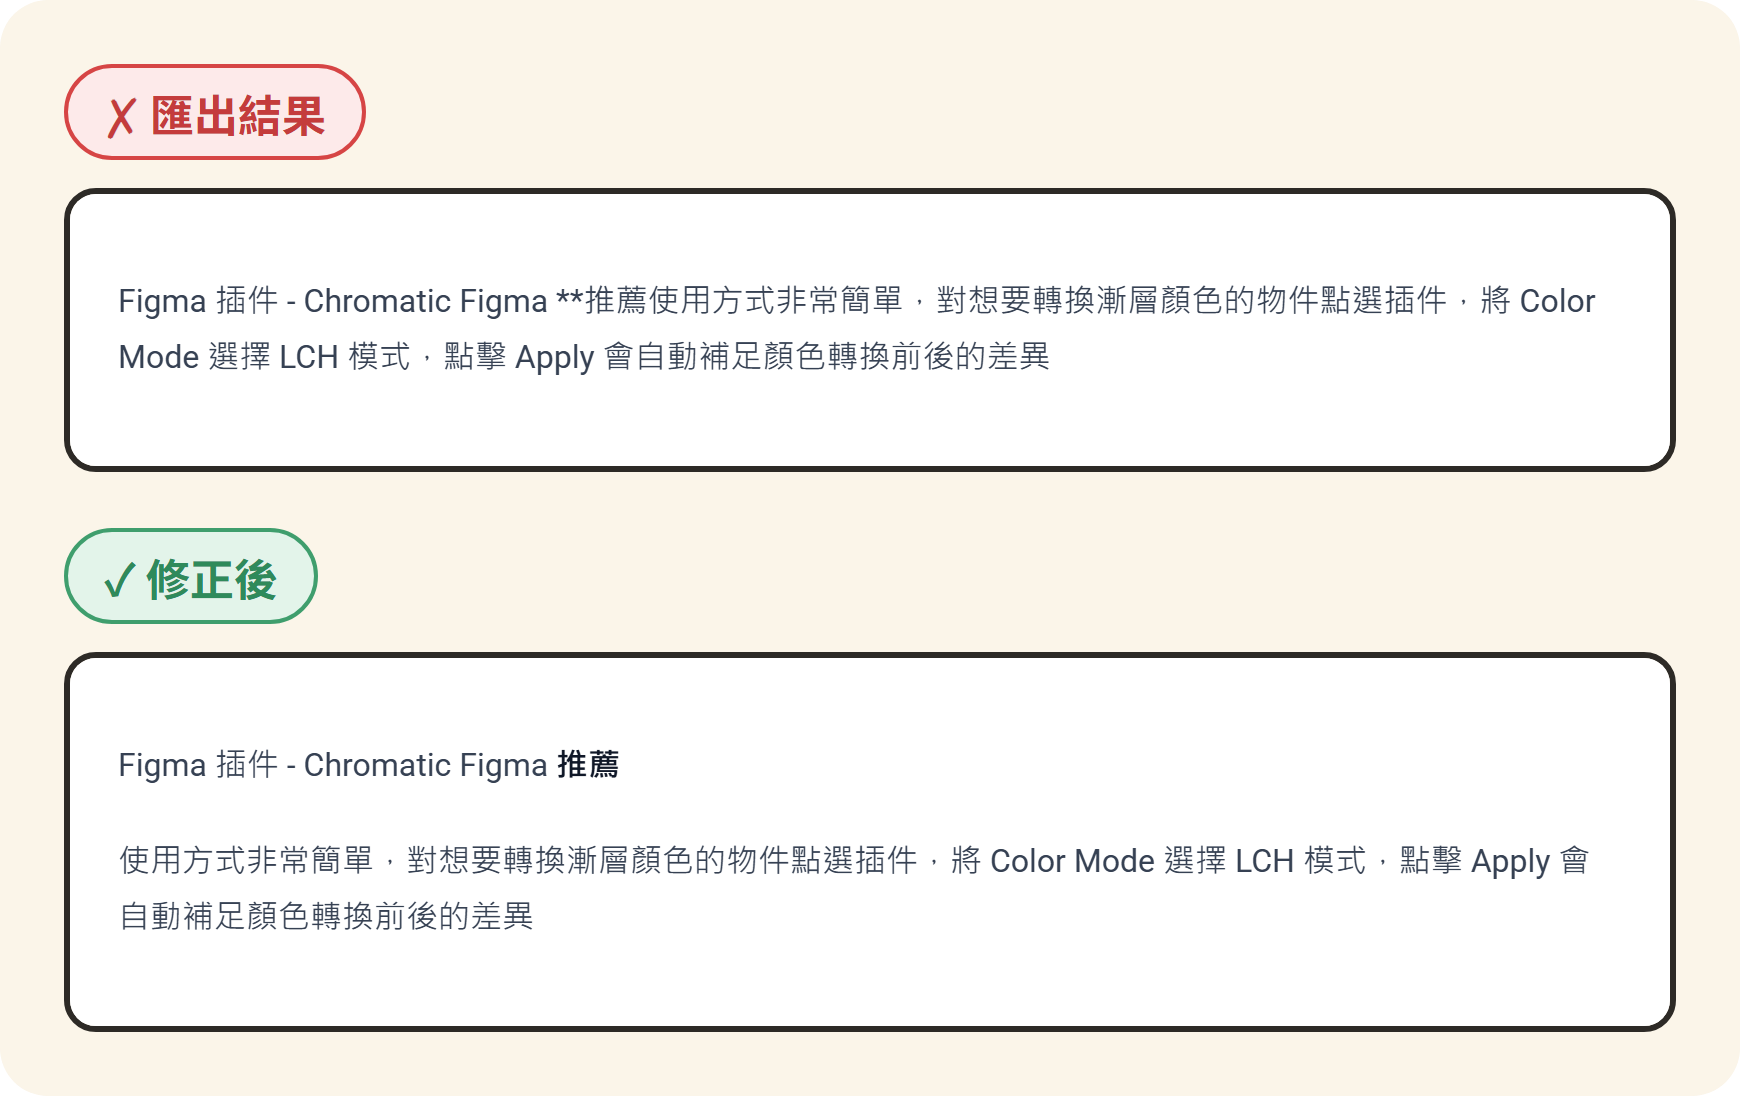 ✗ 匯出結果
Figma 插件 - Chromatic Figma **推薦使用方式非常簡單，對想要轉換漸層顏色的物件點選插件，將 Color
Mode 選擇 LCH 模式，點擊 Apply 會自動補足顏色轉換前後的差異
✓ 修正後
Figma 插件 - Chromatic Figma 推薦
使用方式非常簡單，對想要轉換漸層顏色的物件點選插件，將 Color Mode 選擇 LCH 模式，點擊 Apply 會
自動補足顏色轉換前後的差異